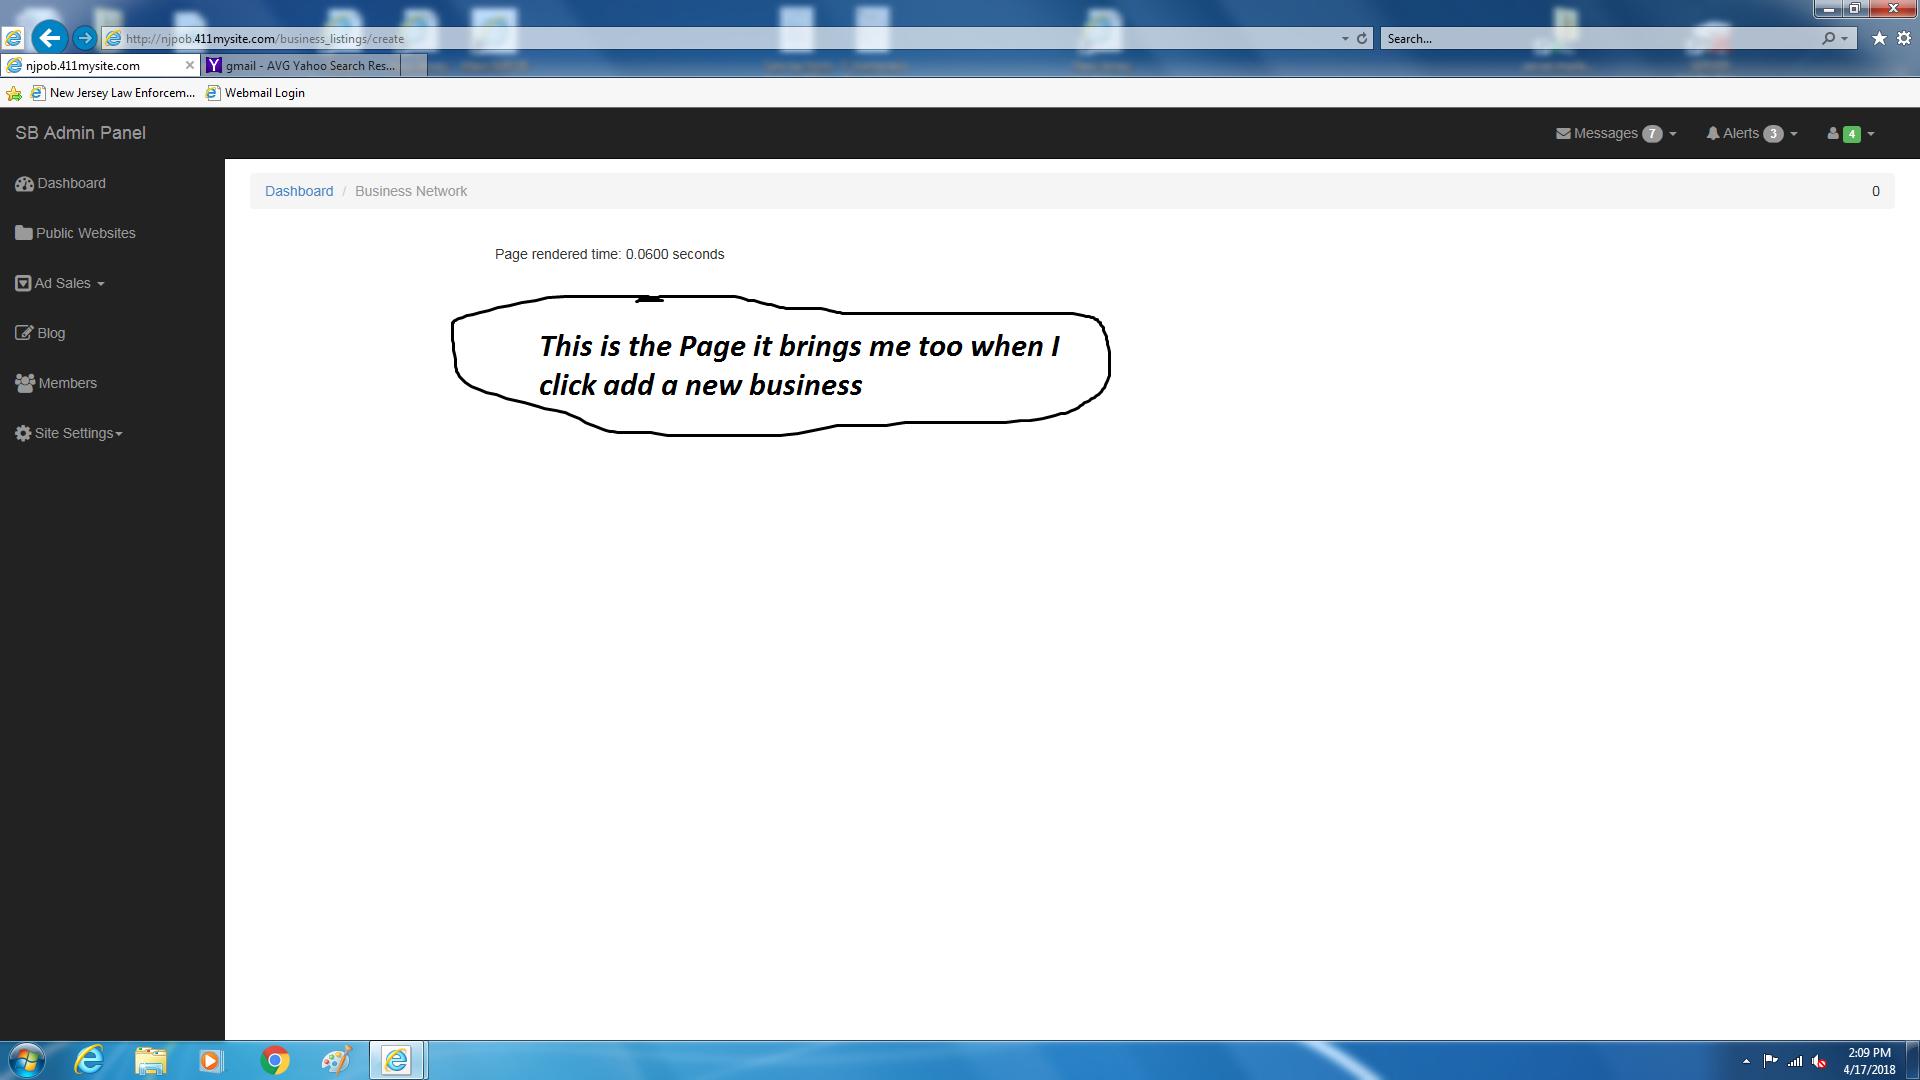 http://njpob.411mysite.com/business_listings/create
Search...
njpob.411mysite.com
gmail - AVG Yahoo Search Res...
New Jersey Law Enforcem...
Webmail Login
SB Admin Panel
Messages 7
Alerts 3
4
Dashboard
Public Websites
Ad Sales
Blog
Members
Site Settings
Dashboard / Business Network
0
Page rendered time: 0.0600 seconds
This is the Page it brings me too when I
click add a new business
2:09 PM
4/17/2018